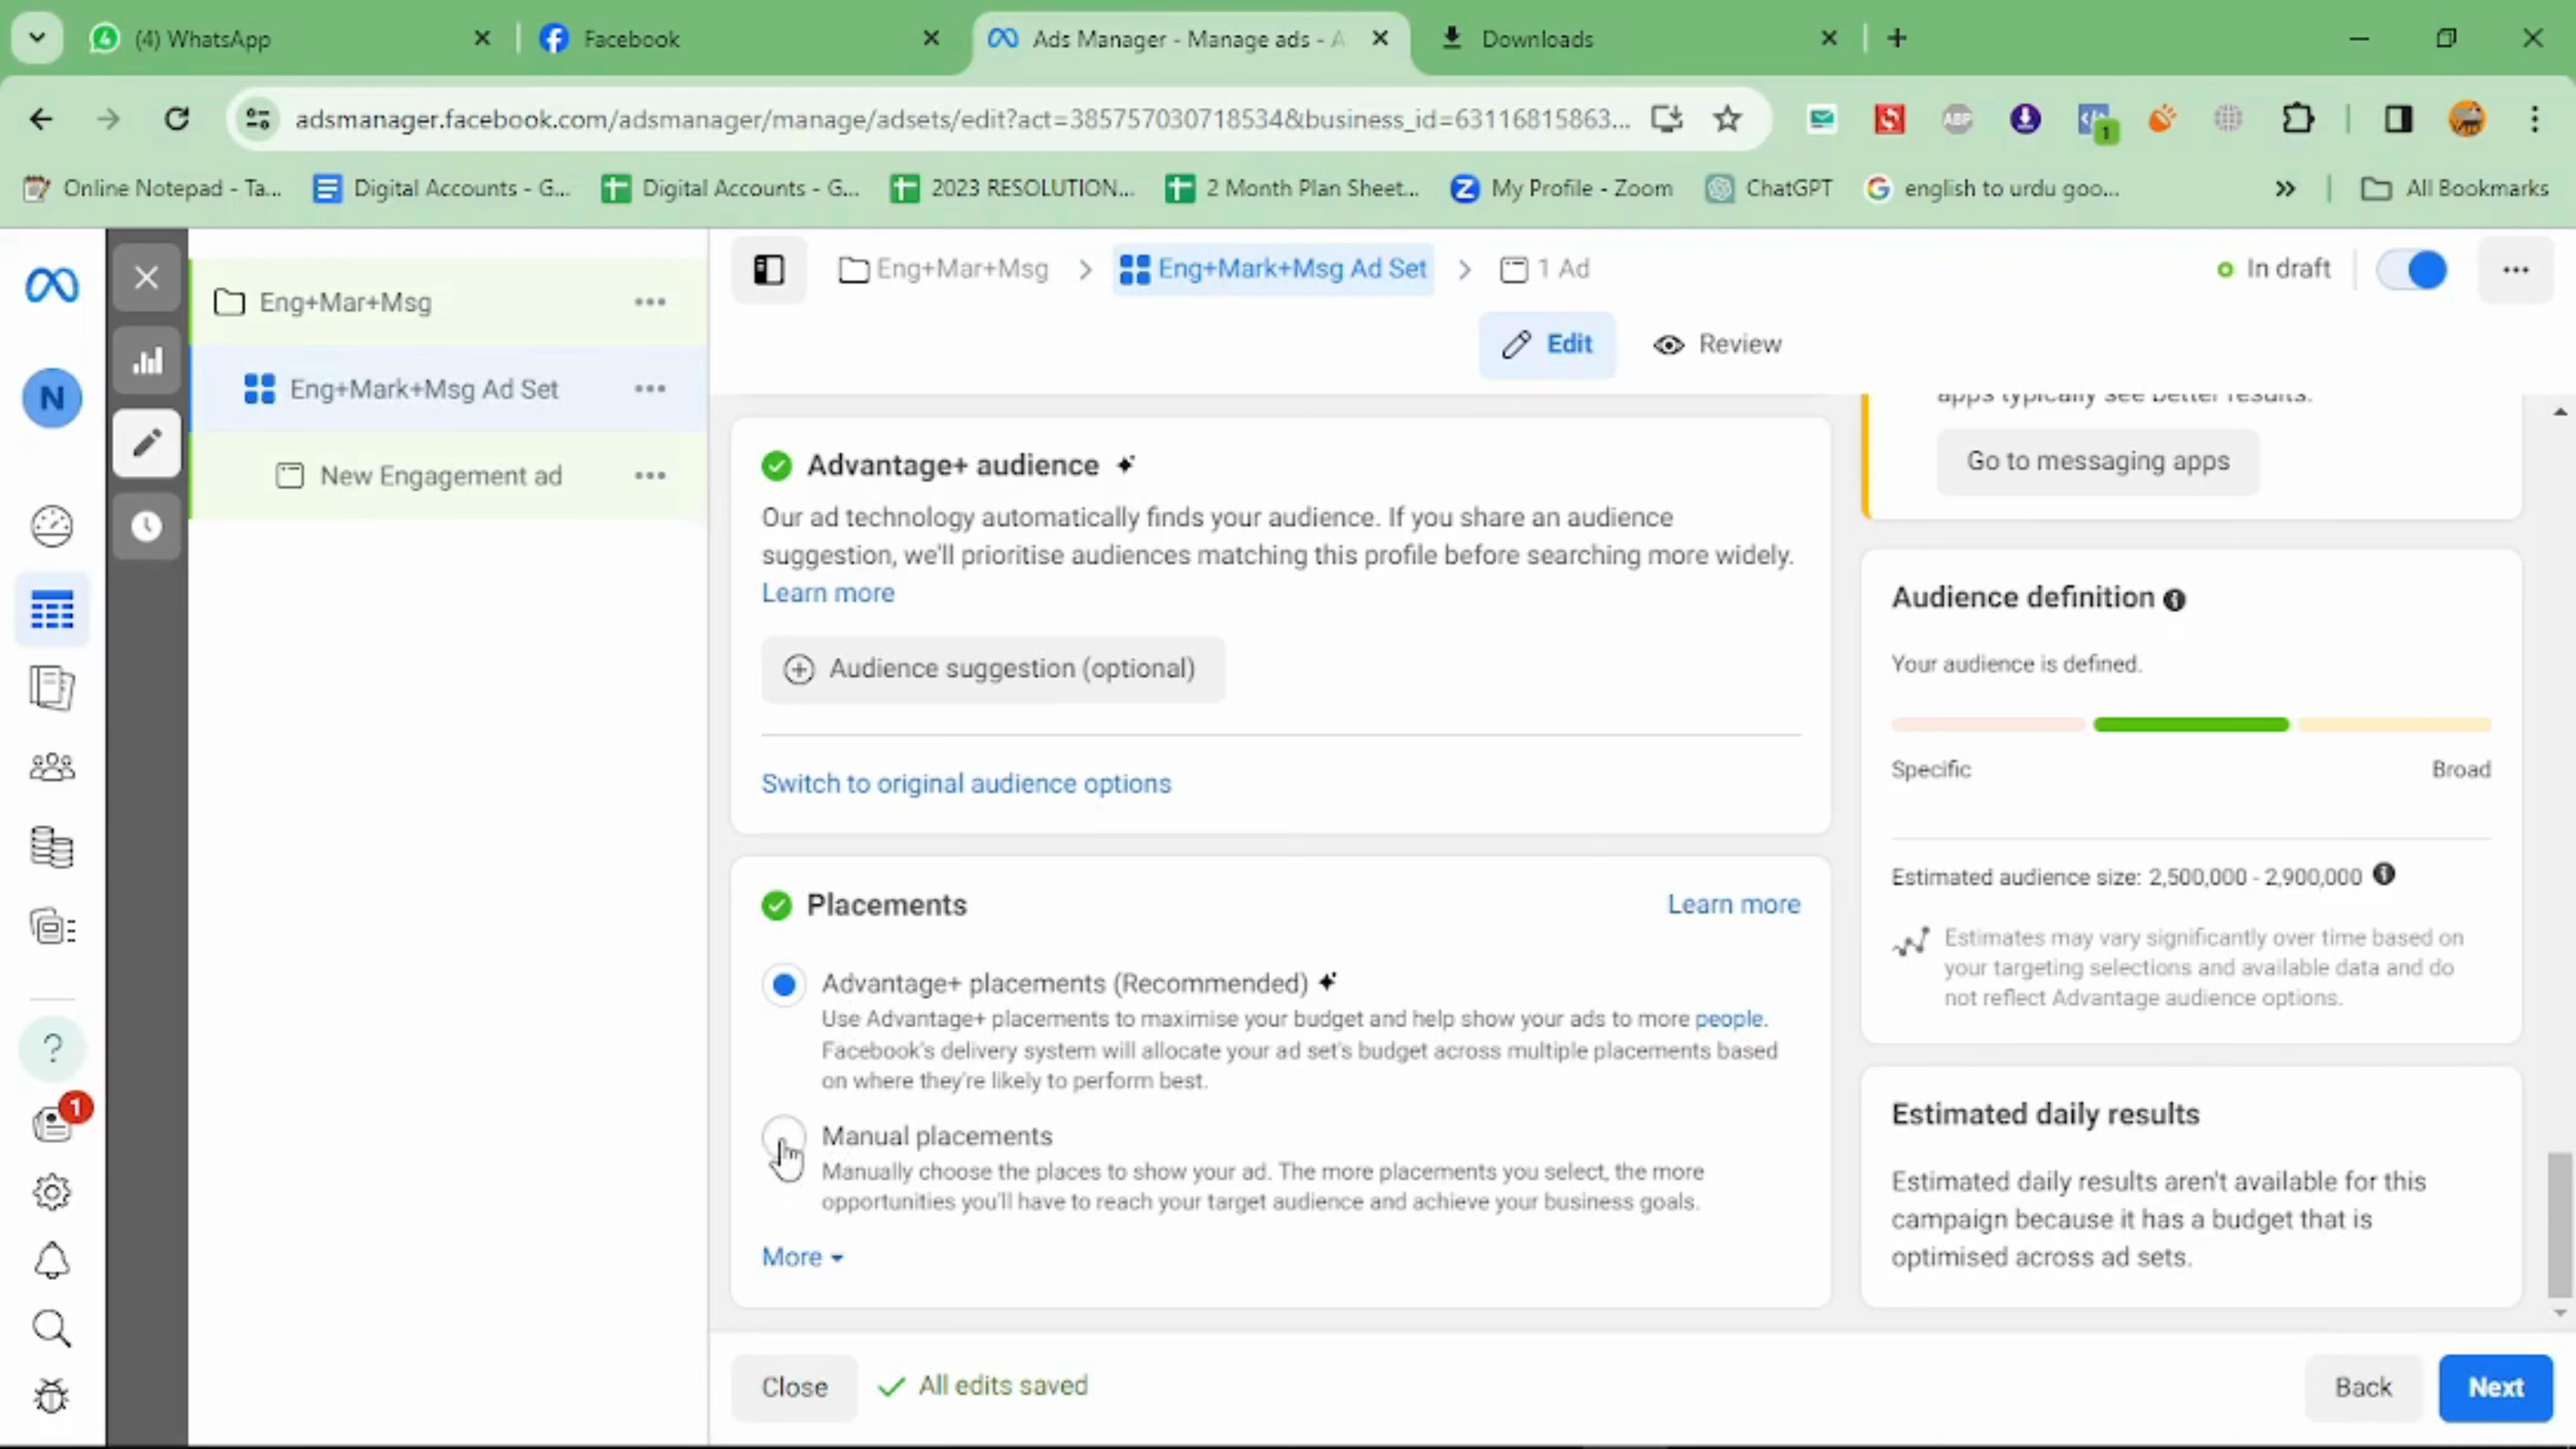 (4) WhatsApp
Facebook
Ads Manager - Manage ads - A
Downloads
adsmanager.facebook.com/adsmanager/manage/adsets/edit?act=385757030718534&business_id=63116815863...
ABP
1
Online Notepad - Ta...
Digital Accounts - G...
Digital Accounts - G...
2023 RESOLUTION...
2 Month Plan Sheet...
My Profile - Zoom
ChatGPT
english to urdu goo...
All Bookmarks
Eng+Mar+Msg
Eng+Mark+Msg Ad Set
New Engagement ad
N
1
Eng+Mar+Msg
Eng+Mark+Msg Ad Set
1 Ad
In draft
Edit
Review
Advantage+ audience
Our ad technology automatically finds your audience. If you share an audience
suggestion, we'll prioritise audiences matching this profile before searching more widely.
Learn more
Audience suggestion (optional)
Switch to original audience options
Placements
Learn more
Advantage+ placements (Recommended)
Use Advantage+ placements to maximise your budget and help show your ads to more people.
Facebook's delivery system will allocate your ad set's budget across multiple placements based
on where they're likely to perform best.
Manual placements
Manually choose the places to show your ad. The more placements you select, the more
opportunities you'll have to reach your target audience and achieve your business goals.
More
apps typically see better results.
Go to messaging apps
Audience definition
Your audience is defined.
Specific
Broad
Estimated audience size: 2,500,000 - 2,900,000
Estimates may vary significantly over time based on
your targeting selections and available data and do
not reflect Advantage audience options.
Estimated daily results
Estimated daily results aren't available for this
campaign because it has a budget that is
optimised across ad sets.
Close
All edits saved
Back
Next